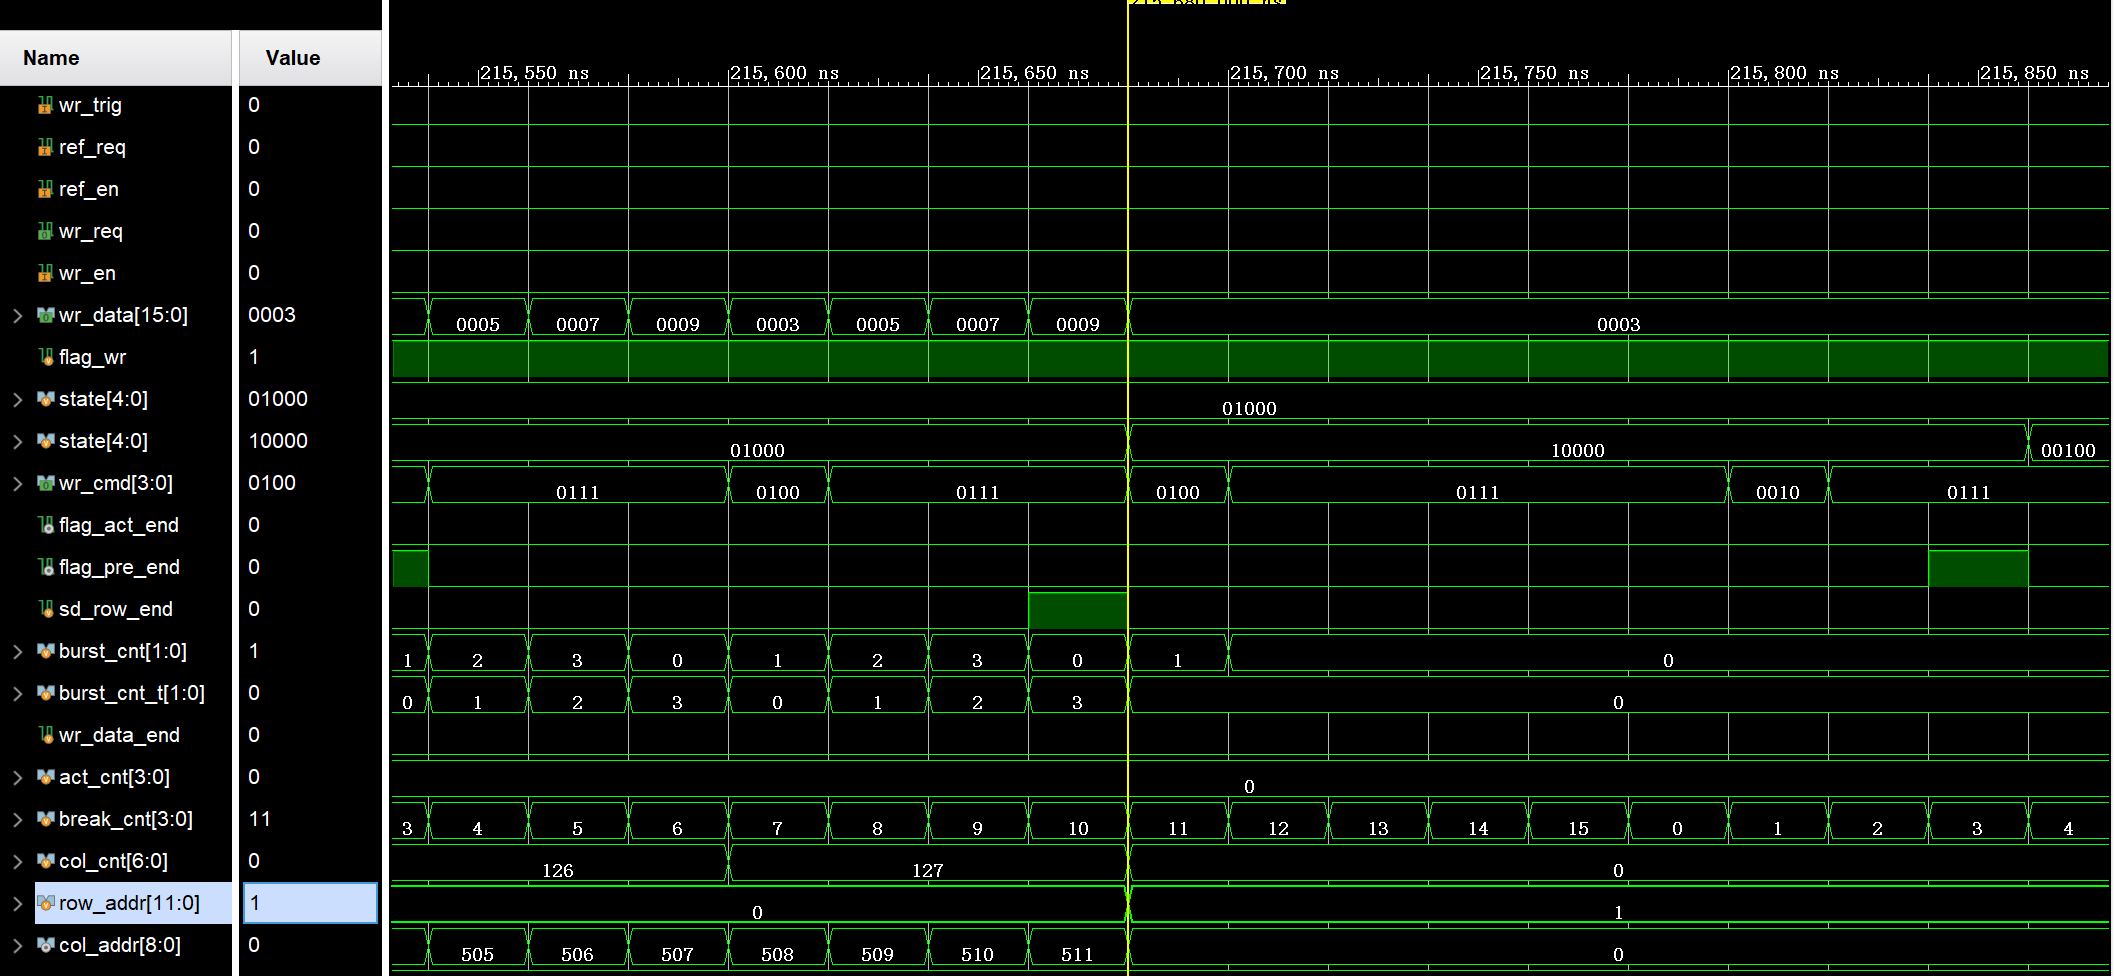 215,680.000 ns
Name Value
215,550 ns 215,600 ns 215,650 ns 215,700 ns 215,750 ns 215,800 ns 215,850 ns
wr_trig 0
ref_req 0
ref_en 0
wr_req 0
wr_en 0
wr_data[15:0] 0003 0005 0007 0009 0003 0005 0007 0009 0003
flag_wr 1
state[4:0] 01000 01000
state[4:0] 10000 01000 10000 00100
wr_cmd[3:0] 0100 0111 0100 0111 0100 0111 0010 0111
flag_act_end 0
flag_pre_end 0
sd_row_end 0
burst_cnt[1:0] 1 1 2 3 0 1 2 3 0 1 0
burst_cnt_t[1:0] 0 0 1 2 3 0 1 2 3 0
wr_data_end 0
act_cnt[3:0] 0 0
break_cnt[3:0] 11 3 4 5 6 7 8 9 10 11 12 13 14 15 0 1 2 3 4
col_cnt[6:0] 0 126 127 0
row_addr[11:0] 1 0 1
col_addr[8:0] 0 505 506 507 508 509 510 511 0